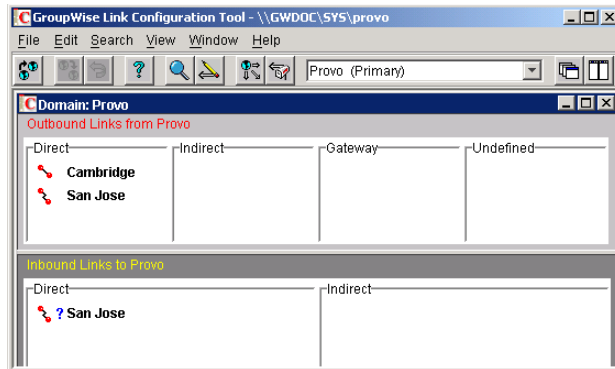 GroupWise Link Configuration Tool - \\GWDOC\SYS\provo
File Edit Search View Window Help
? Provo (Primary)
Domain: Provo
Outbound Links from Provo
Direct Indirect Gateway Undefined
Cambridge
San Jose
Inbound Links to Provo
Direct Indirect
? San Jose